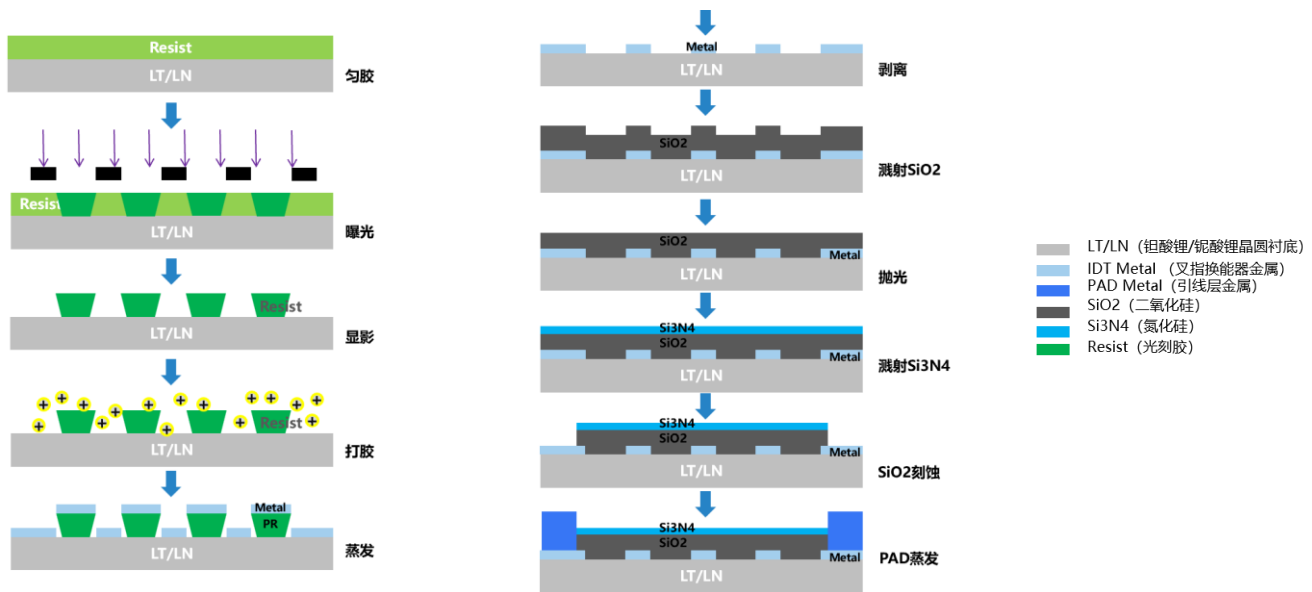 Resist
LT/LN
匀胶
Resist
LT/LN
曝光
Resist
LT/LN
显影
+ + + + + + + + + + + + + +
Resist
LT/LN
打胶
Metal
PR
LT/LN
蒸发
Metal
LT/LN
剥离
SiO2
LT/LN
溅射SiO2
SiO2
Metal
LT/LN
抛光
Si3N4
SiO2
Metal
LT/LN
溅射Si3N4
Si3N4
SiO2
Metal
LT/LN
SiO2刻蚀
Si3N4
SiO2
Metal
LT/LN
PAD蒸发
LT/LN（钽酸锂/铌酸锂晶圆衬底）
IDT Metal （叉指换能器金属）
PAD Metal（引线层金属）
SiO2（二氧化硅）
Si3N4（氮化硅）
Resist（光刻胶）